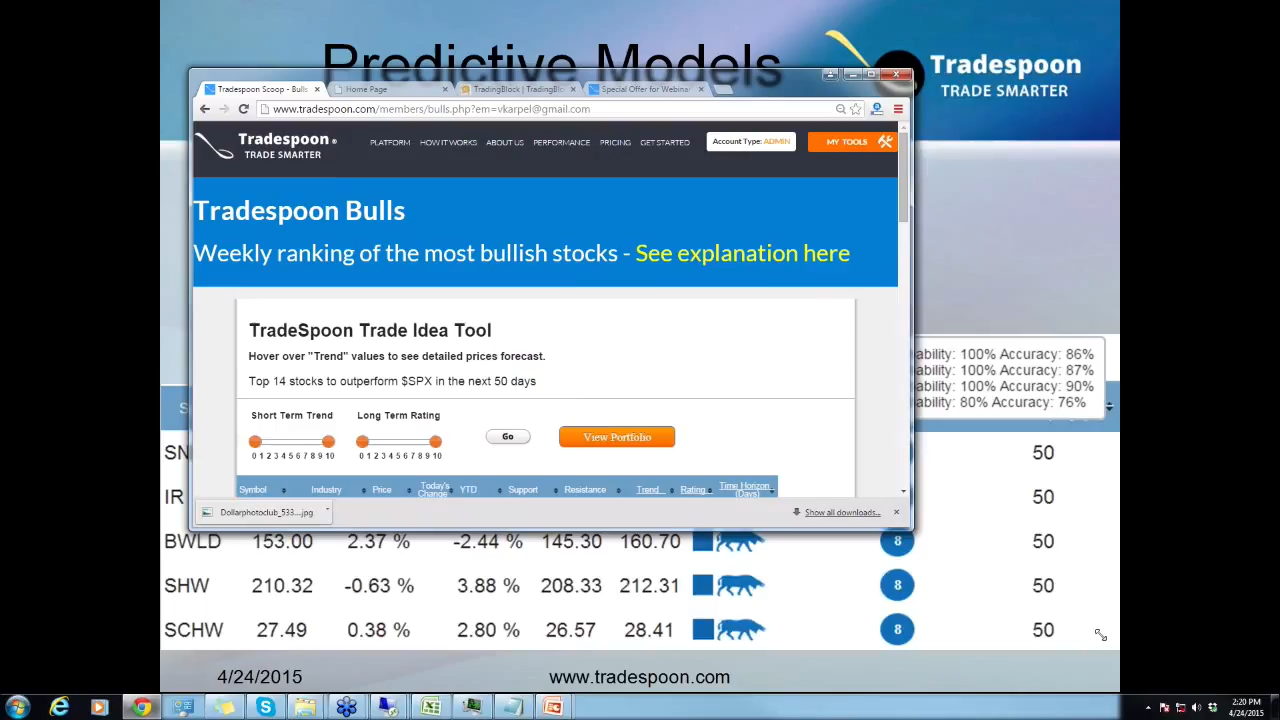 Predictive Models
Tradespoon
TRADE SMARTER
Tradespoon Scoop - Bulls
Home Page
TradingBlock | TradingBlo
Special Offer for Webinar
www.tradespoon.com/members/bulls.php?em=vkarpel@gmail.com
Tradespoon®
TRADE SMARTER
PLATFORM HOW IT WORKS ABOUT US PERFORMANCE PRICING GET STARTED
Account Type: ADMIN
MY TOOLS
Tradespoon Bulls
Weekly ranking of the most bullish stocks - See explanation here
TradeSpoon Trade Idea Tool
Hover over "Trend" values to see detailed prices forecast.
Top 14 stocks to outperform $SPX in the next 50 days
Short Term Trend Long Term Rating
Go
View Portfolio
0 1 2 3 4 5 6 7 8 9 10 0 1 2 3 4 5 6 7 8 9 10
Symbol Industry Price Today's Change YTD Support Resistance Trend Rating Time Horizon (Days)
ability: 100% Accuracy: 86%
ability: 100% Accuracy: 87%
ability: 100% Accuracy: 90%
ability: 80% Accuracy: 76%
S
SN 50
IR 50
Dollarphotoclub_533....jpg
Show all downloads...
BWLD 153.00 2.37 % -2.44 % 145.30 160.70 8 50
SHW 210.32 -0.63 % 3.88 % 208.33 212.31 8 50
SCHW 27.49 0.38 % 2.80 % 26.57 28.41 8 50
4/24/2015 www.tradespoon.com
2:20 PM
4/24/2015